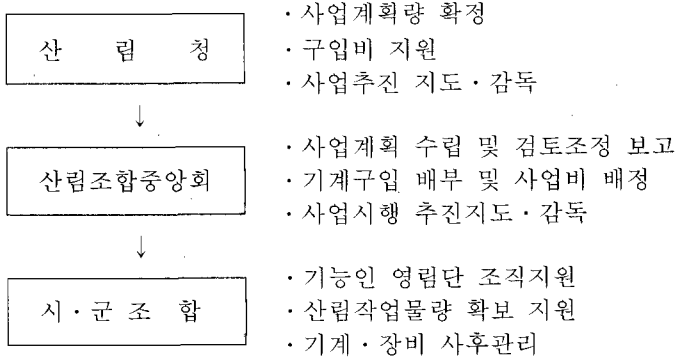 · 사업계획량 확정
산 림 청
· 구입비 지원
· 사업추진 지도 · 감독
↓
· 사업계획 수립 및 검토조정 보고
산림조합중앙회
· 기계구입 배부 및 사업비 배정
· 사업시행 추진지도 · 감독
↓
· 기능인 영림단 조직지원
시 · 군 조 합
· 산림작업물량 확보 지원
· 기계 · 장비 사후관리